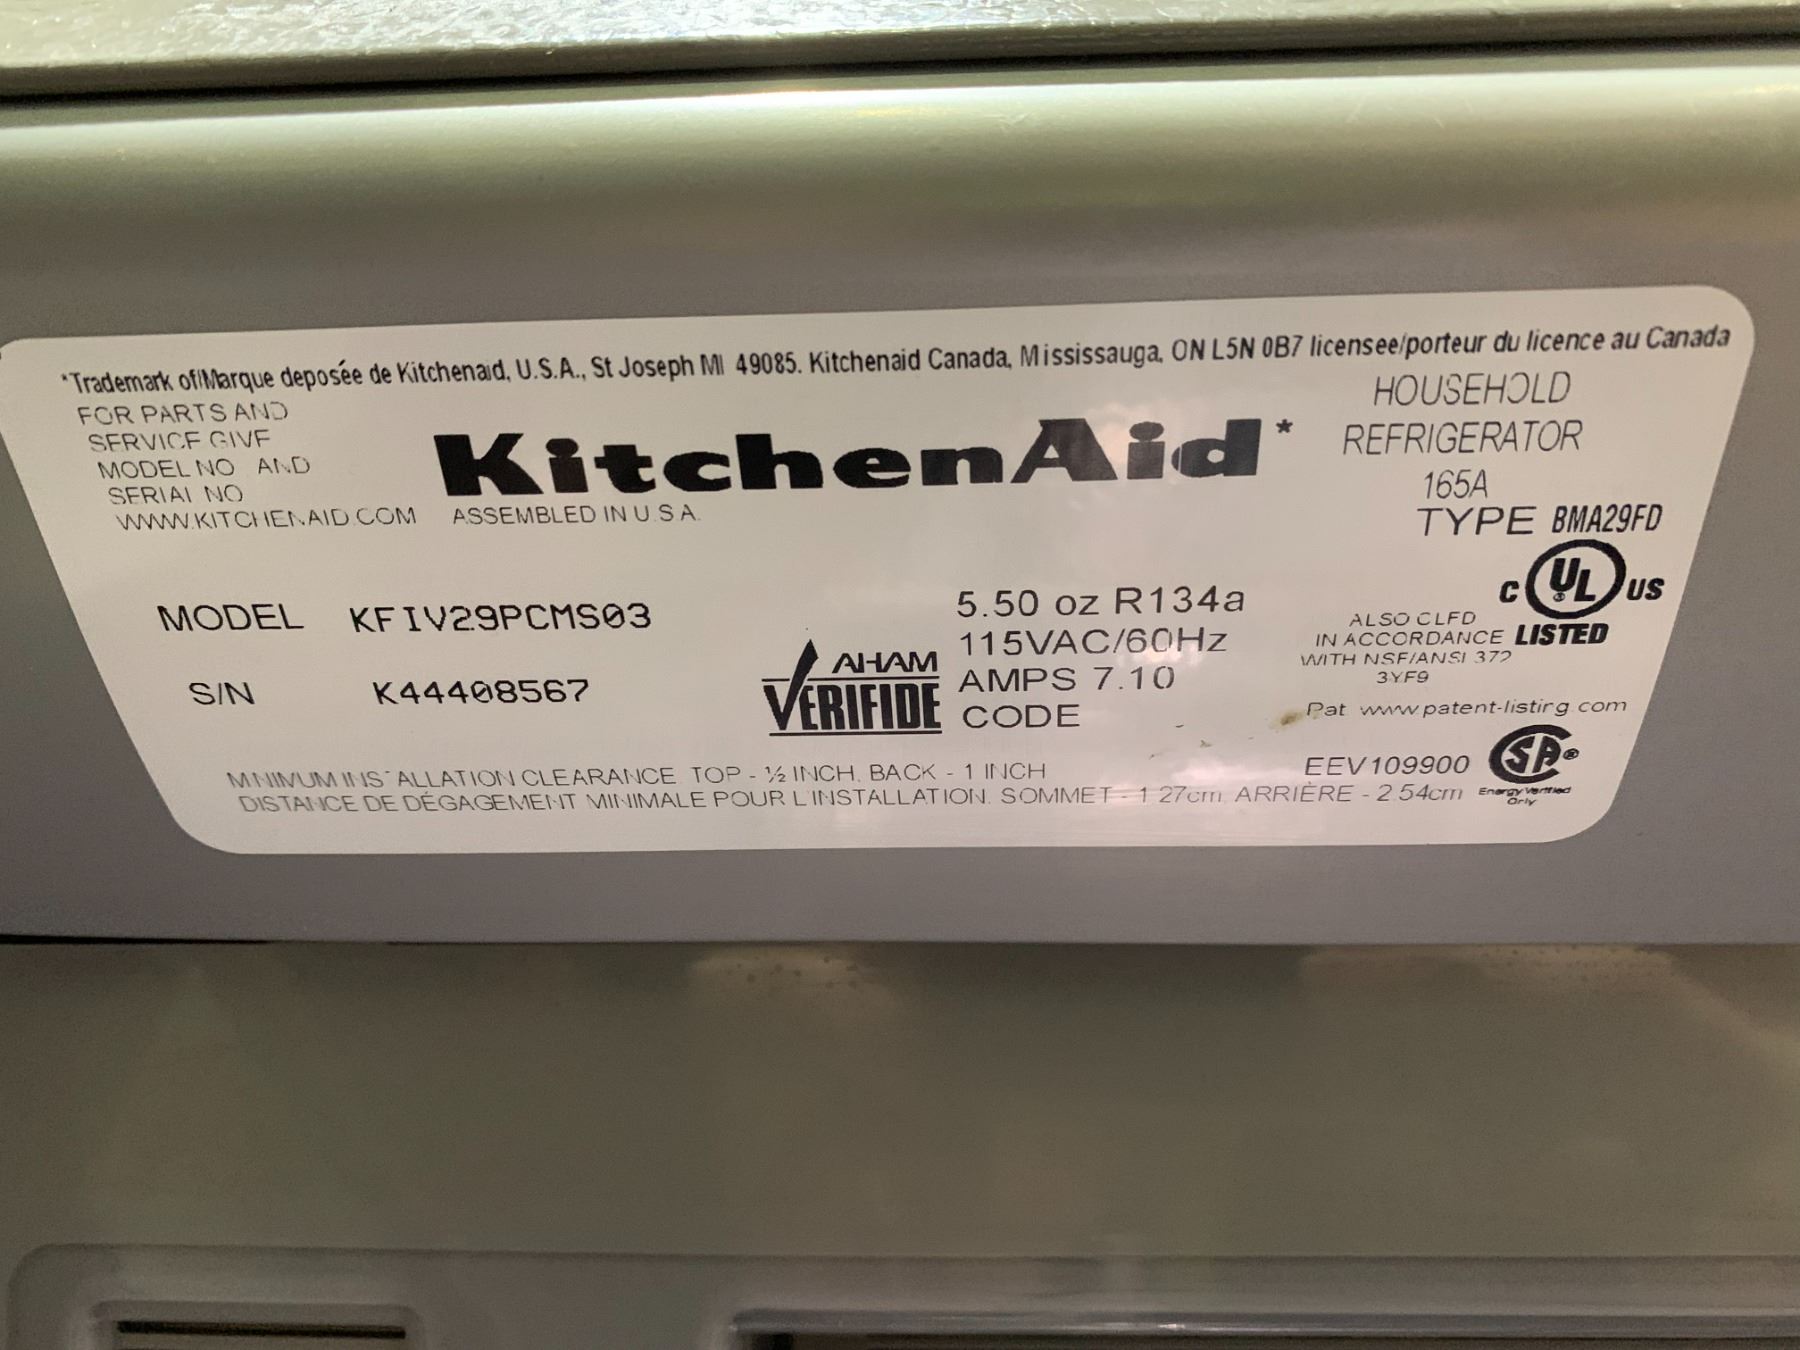 *Trademark of/Marque deposée de Kitchenaid, U.S.A., St Joseph MI 49085. Kitchenaid Canada, Mississauga, ON L5N 0B7 licensee/porteur du licence au Canada
FOR PARTS AND
SERVICE GIVE
MODEL NO AND
SERIAL NO
WWW.KITCHENAID.COM
KitchenAid*
ASSEMBLED IN U.S.A.
HOUSEHOLD
REFRIGERATOR
165A
TYPE BMA29FD
MODEL KFIV29PCMS03
S/N K44408567
AHAM
VERIFIDE
5.50 oz R134a
115VAC/60Hz
AMPS 7.10
CODE
C UL US
LISTED
ALSO CLFD
IN ACCORDANCE
WITH NSF/ANSI 372
3YF9
Pat. www.patent-listing.com
EEV109900
SA
Energy Verified
Only
MINIMUM INSTALLATION CLEARANCE. TOP - ½ INCH, BACK - 1 INCH
DISTANCE DE DÉGAGEMENT MINIMALE POUR L'INSTALLATION. SOMMET - 1.27cm, ARRIÈRE - 2.54cm